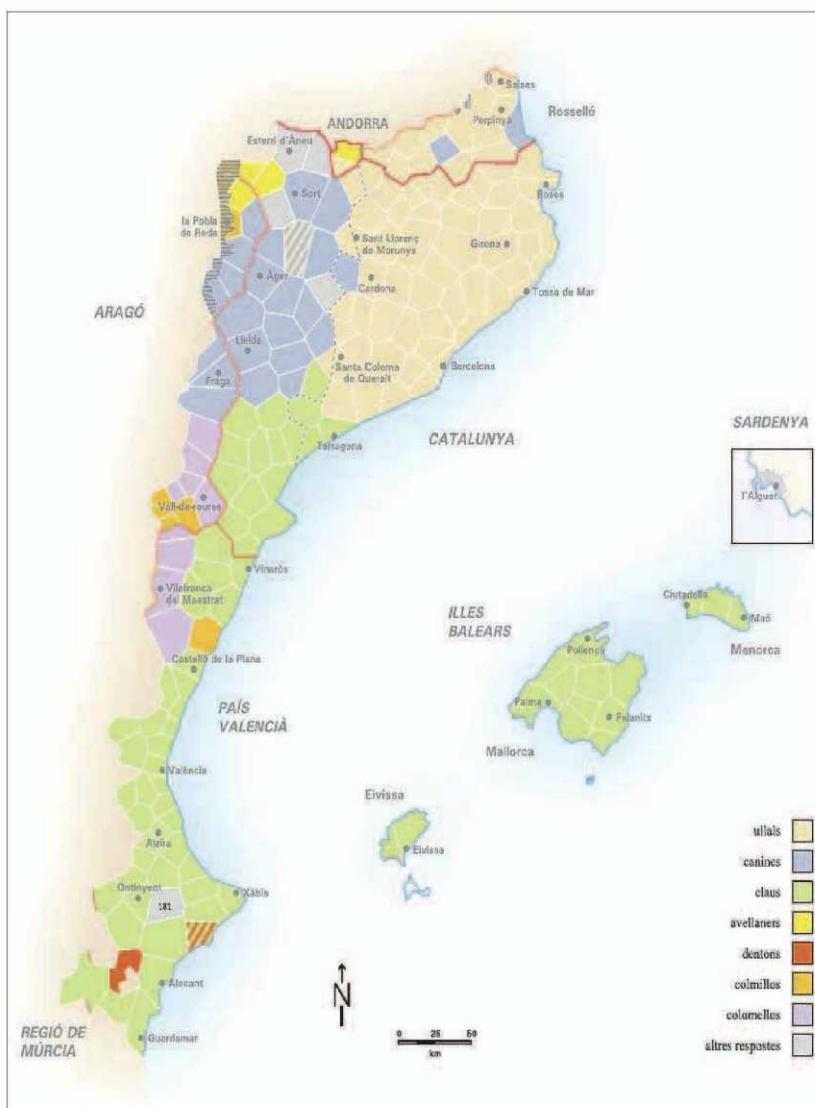 Salses
Rosselló
ANDORRA
Perpinyà
Esterri d'Àneu
Sort
Roses
la Pobla
de Roda
Sant Llorenç
de Morunys
Girona
Àger
Cardona
Tossa de Mar
ARAGÓ
Lleida
Santa Coloma
de Queralt
Barcelona
Fraga
SARDENYA
Tarragona
CATALUNYA
l'Alguer
Vall-de-roures
Vinaròs
Vilafranca
del Maestrat
Ciutadella
ILLES
BALEARS
Maó
Pollença
Menorca
Castelló de la Plana
PAÍS
VALENCIÀ
Palma
Felanitx
Mallorca
València
Eivissa
Alzira
Eivissa
ullals
canines
Ontinyent
Xàbia
claus
181
avellaners
dentons
Alacant
N
colmillos
REGIÓ DE
MÚRCIA
Guardamar
0 25 50
km
colomellos
altres respostes